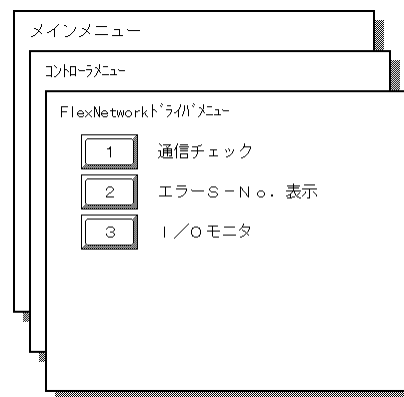 メインメニュー
ｺﾝﾄﾛｰﾗﾒﾆｭｰ
FlexNetworkﾄﾞﾗｲﾊﾞﾒﾆｭｰ
1 通信チェック
2 エラーＳ－Ｎｏ．表示
3 Ｉ／Ｏモニタ